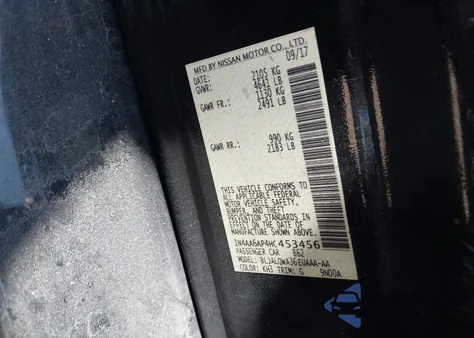 MFD BY NISSAN MOTOR CO., LTD.
DATE: 09/17
GVWR: 2105 KG
4641 LB
GAWR FR.: 1130 KG
2491 LB
GAWR RR.: 990 KG
2183 LB
THIS VEHICLE CONFORMS TO
ALL APPLICABLE FEDERAL
MOTOR VEHICLE SAFETY,
BUMPER, AND THEFT
PREVENTION STANDARDS IN
EFFECT ON THE DATE OF
MANUFACTURE SHOWN ABOVE.
1N4AA6AP4HC453456
PASSENGER CAR 862
MODEL: BLJALQWA36EUAAA-AA
COLOR: KH3 TRIM: G 9N00A